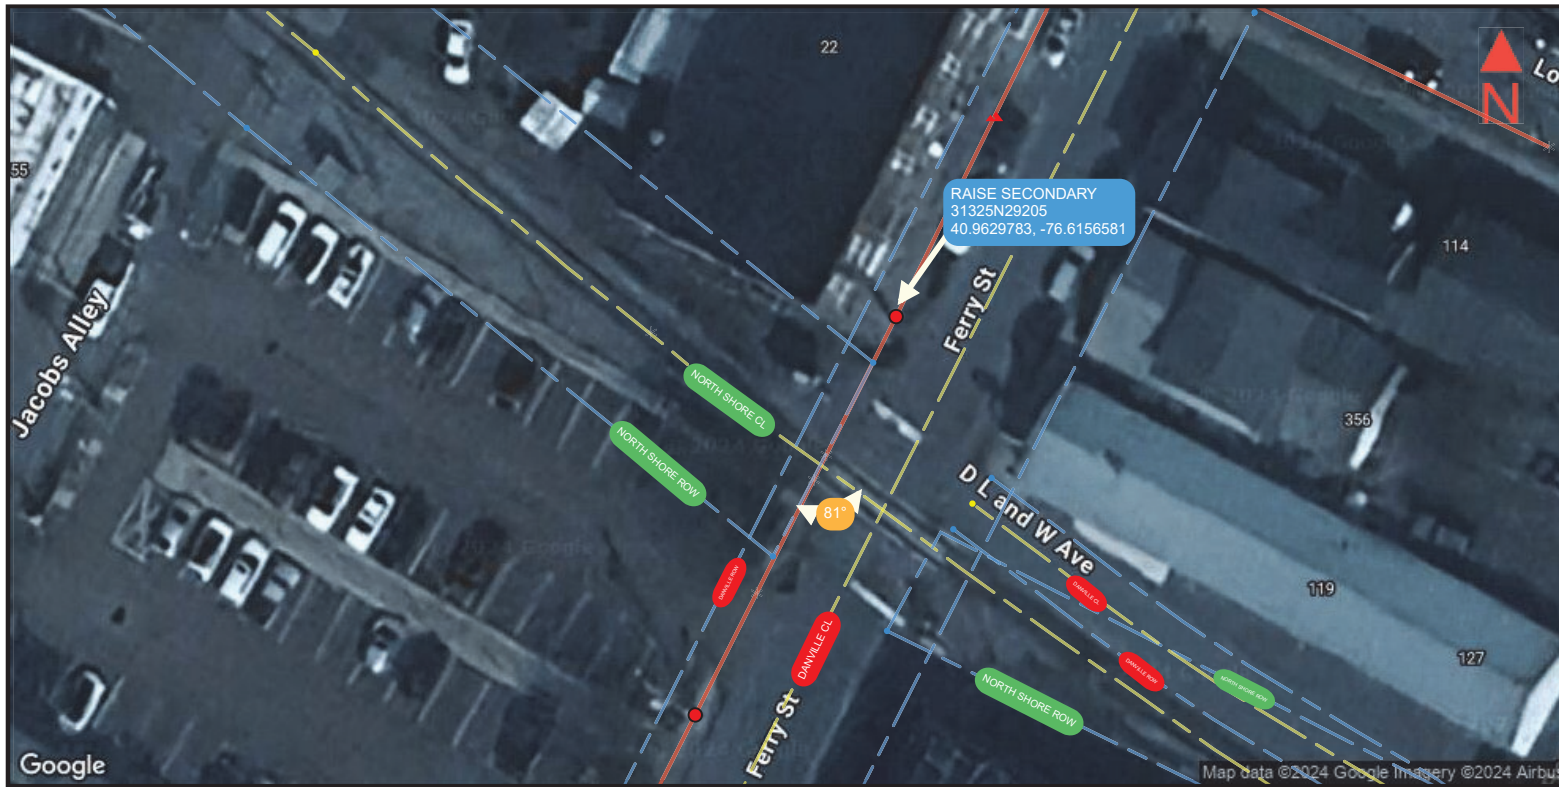 22
Lo
N
55
RAISE SECONDARY
31325N29205
40.9629783, -76.6156581
114
Ferry St
Jacobs Alley
NORTH SHORE CL
356
NORTH SHORE ROW
D L and W Ave
81°
DANVILLE ROW
DANVILLE CL
119
DANVILLE CL
127
DANVILLE ROW
NORTH SHORE ROW
NORTH SHORE ROW
Ferry St
Google
Map data ©2024 Google Imagery ©2024 Airbus